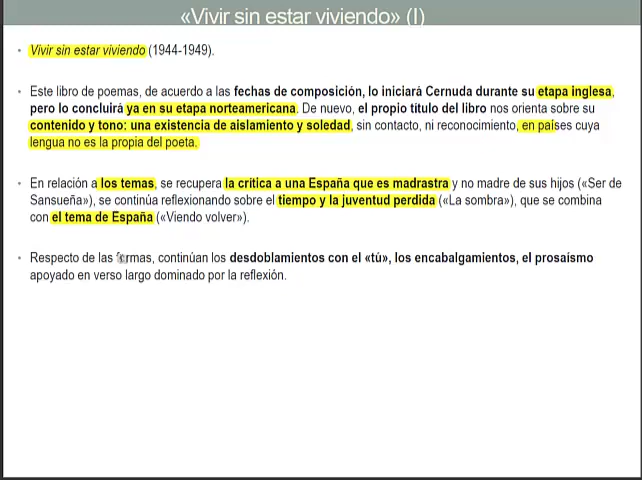 «Vivir sin estar viviendo» (I)
• Vivir sin estar viviendo (1944-1949).
• Este libro de poemas, de acuerdo a las fechas de composición, lo iniciará Cernuda durante su etapa inglesa,
pero lo concluirá ya en su etapa norteamericana. De nuevo, el propio título del libro nos orienta sobre su
contenido y tono: una existencia de aislamiento y soledad, sin contacto, ni reconocimiento, en países cuya
lengua no es la propia del poeta.
• En relación a los temas, se recupera la crítica a una España que es madrastra y no madre de sus hijos («Ser de
Sansueña»), se continúa reflexionando sobre el tiempo y la juventud perdida («La sombra»), que se combina
con el tema de España («Viendo volver»).
• Respecto de las formas, continúan los desdoblamientos con el «tú», los encabalgamientos, el prosaísmo
apoyado en verso largo dominado por la reflexión.